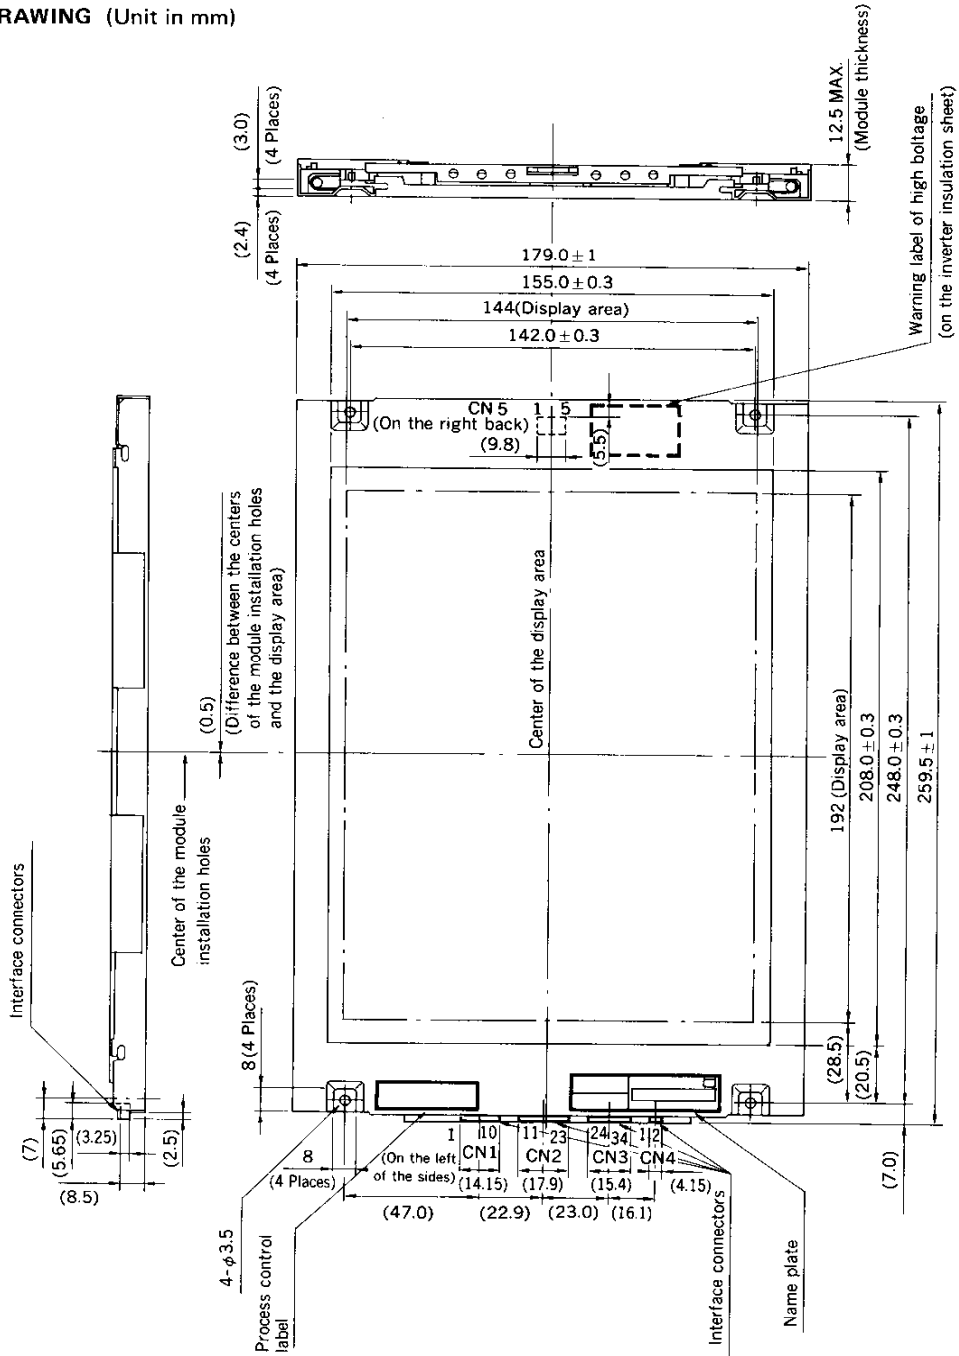 RAWING (Unit in mm)
(3.0)
(4 Places)
(2.4)
(4 Places)
12.5 MAX.
(Module thickness)
Warning label of high boltage
(on the inverter insulation sheet)
179.0±1
155.0±0.3
144(Display area)
142.0±0.3
CN 5 1 5
(On the right back)
(9.8)
(5.5)
(0.5)
(Difference between the centers
of the module installation holes
and the display area)
Center of the display area
Center of the module
installation holes
Interface connectors
192 (Display area)
208.0±0.3
248.0±0.3
259.5±1
8(4 Places)
(28.5)
(20.5)
(7.0)
(7)
(5.65)
(3.25)
(2.5)
(8.5)
8
(4 Places)
1 10 11 23 24 34 1 2
CN1 CN2 CN3 CN4
(On the left
of the sides)
(14.15) (17.9) (15.4) (4.15)
(47.0) (22.9) (23.0) (16.1)
4-φ3.5
Process control
label
Interface connectors
Name plate